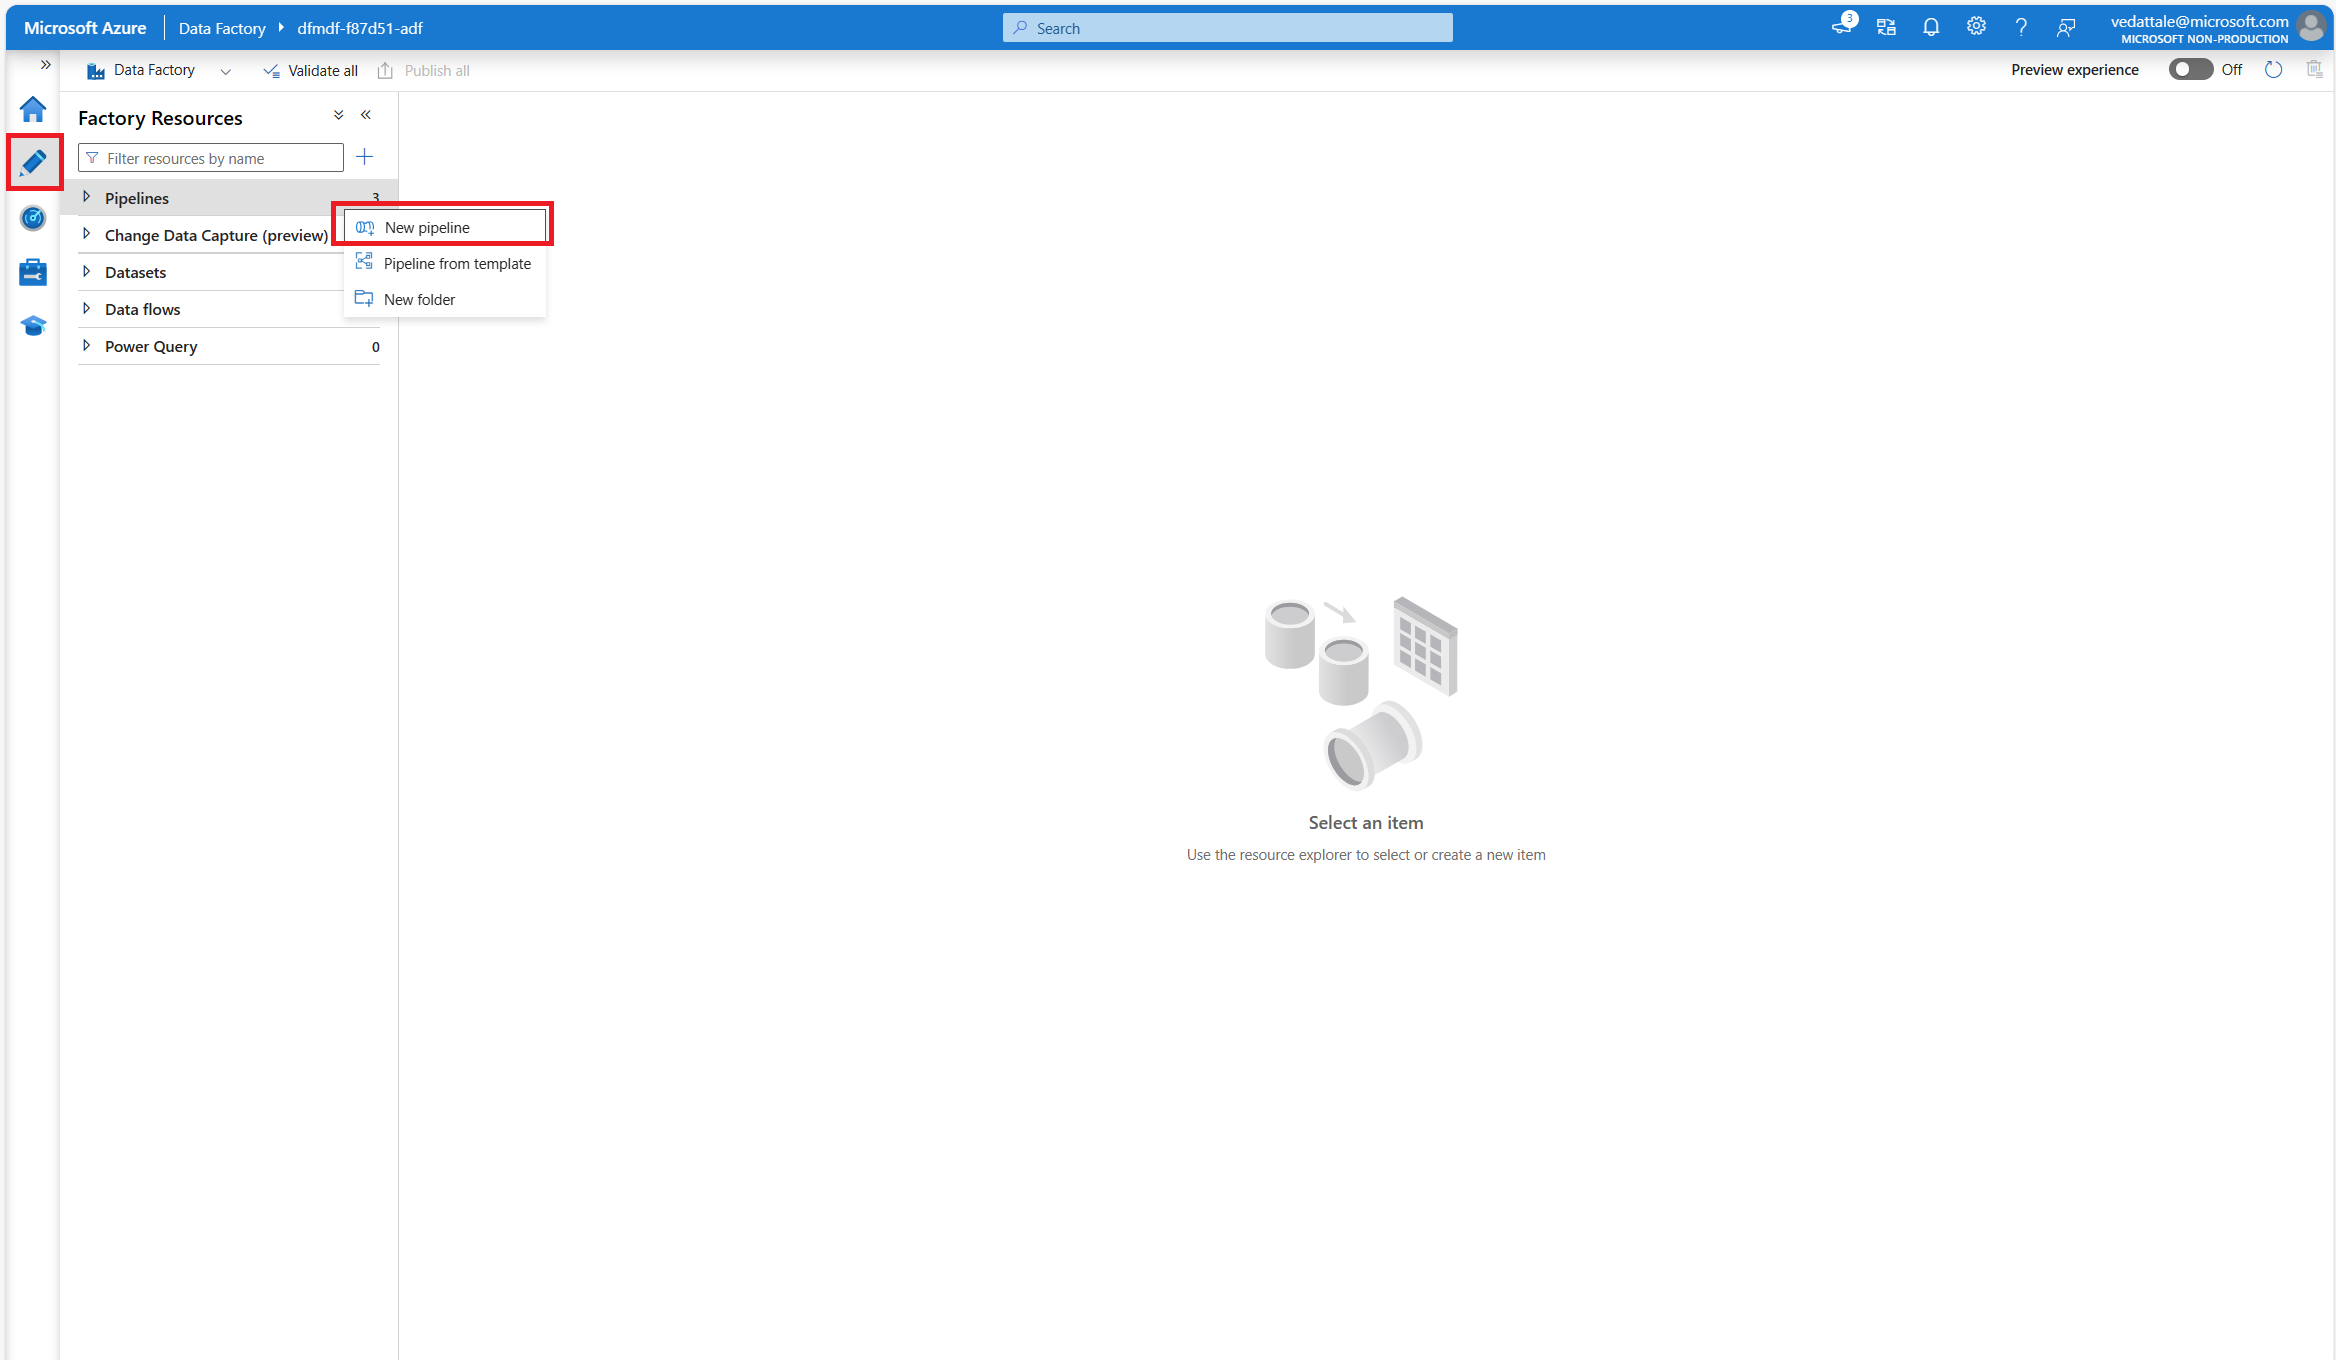 Microsoft Azure
Data Factory
dfmdf-f87d51-adf
Search
3
vedattale@microsoft.com
MICROSOFT NON-PRODUCTION
Data Factory
Validate all
Publish all
Preview experience
Off
Factory Resources
Filter resources by name
Pipelines 3
New pipeline
Change Data Capture (preview)
Pipeline from template
Datasets
New folder
Data flows
Power Query 0
Select an item
Use the resource explorer to select or create a new item